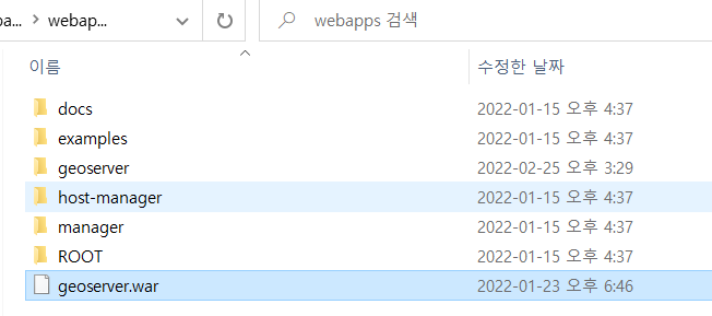 pa... > webap...
webapps 검색
이름 수정한 날짜
docs 2022-01-15 오후 4:37
examples 2022-01-15 오후 4:37
geoserver 2022-02-25 오후 3:29
host-manager 2022-01-15 오후 4:37
manager 2022-01-15 오후 4:37
ROOT 2022-01-15 오후 4:37
geoserver.war 2022-01-23 오후 6:46